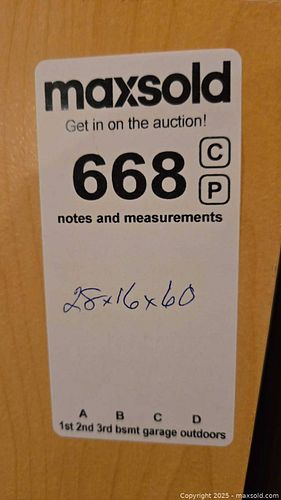 maxsold
Get in on the auction!
668 C
P
notes and measurements
28x16x60
A B C D
1st 2nd 3rd bsmt garage outdoors
Copyright 2025 - maxsold.com